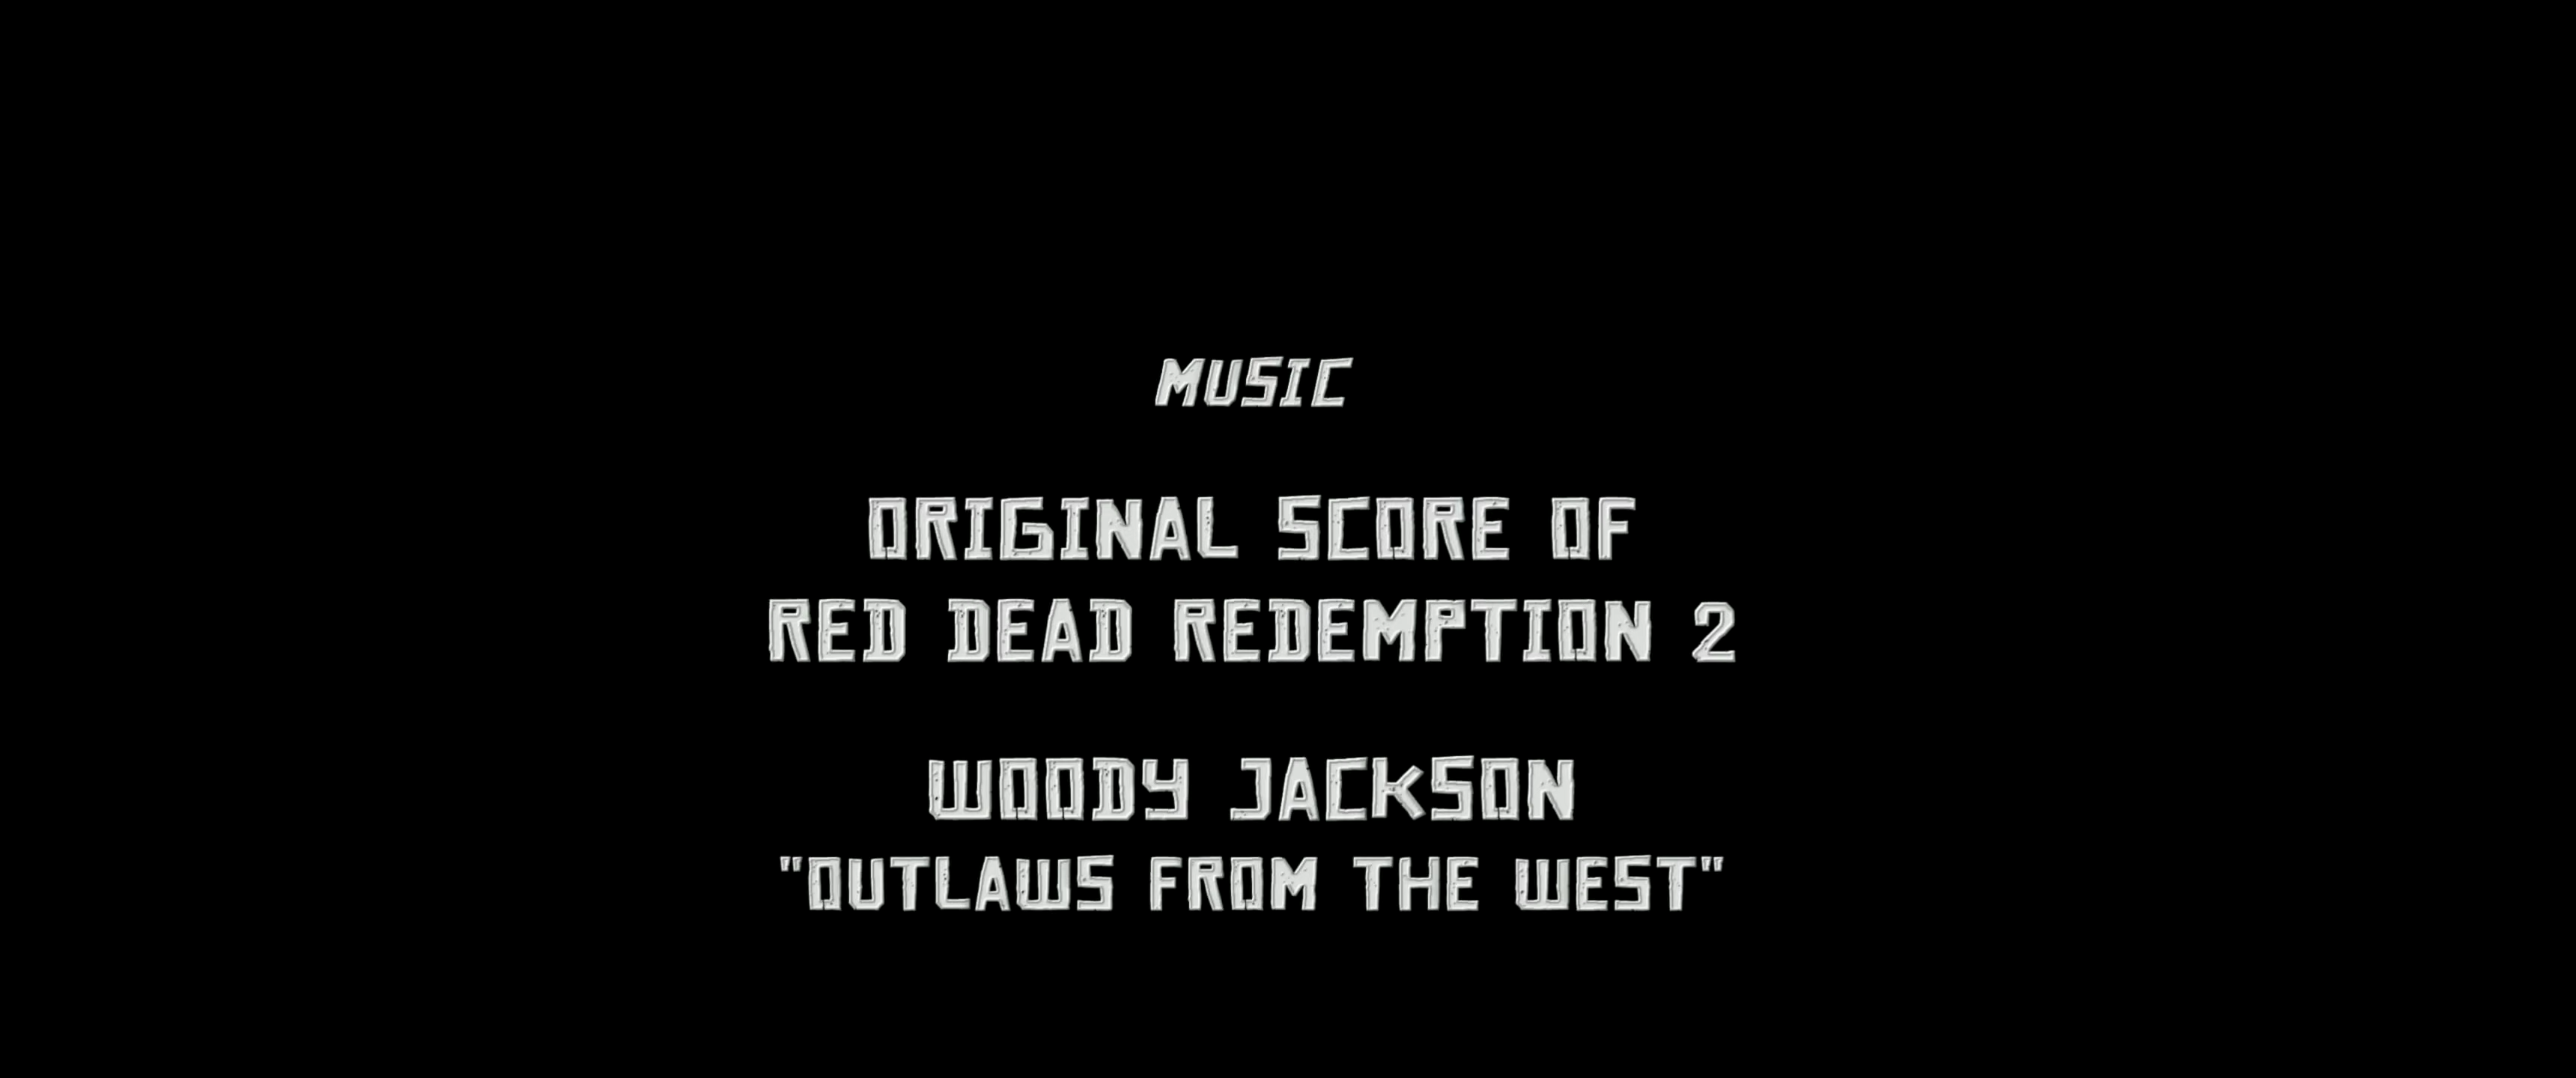 MUSIC
ORIGINAL SCORE OF
RED DEAD REDEMPTION 2
WOODY JACKSON
"OUTLAWS FROM THE WEST"